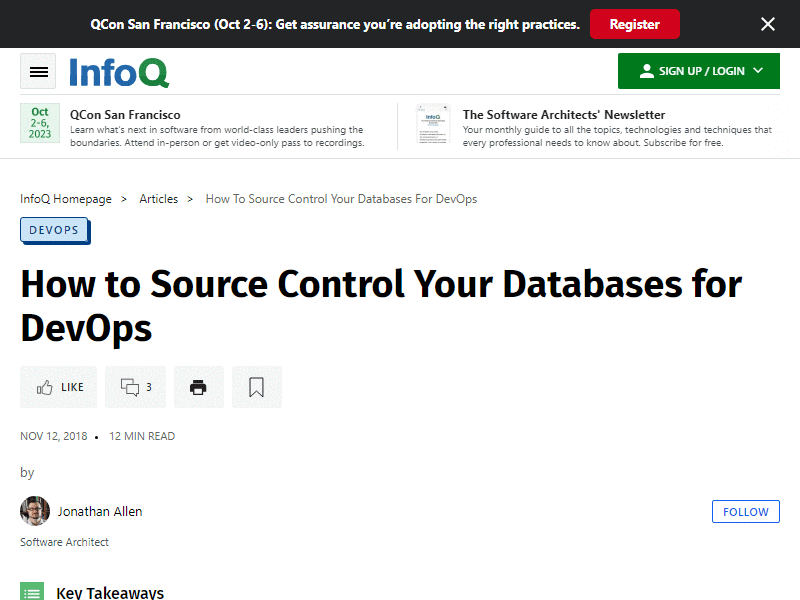 QCon San Francisco (Oct 2-6): Get assurance you're adopting the right practices.
Register
InfoQ
SIGN UP / LOGIN
Oct
2-6,
2023
QCon San Francisco
Learn what's next in software from world-class leaders pushing the
boundaries. Attend in-person or get video-only pass to recordings.
InfoQ
The Software Architects' Newsletter
Your monthly guide to all the topics, technologies and techniques that
every professional needs to know about. Subscribe for free.
InfoQ Homepage > Articles > How To Source Control Your Databases For DevOps
DEVOPS
How to Source Control Your Databases for
DevOps
LIKE
3
NOV 12, 2018 • 12 MIN READ
by
Jonathan Allen
FOLLOW
Software Architect
Key Takeaways